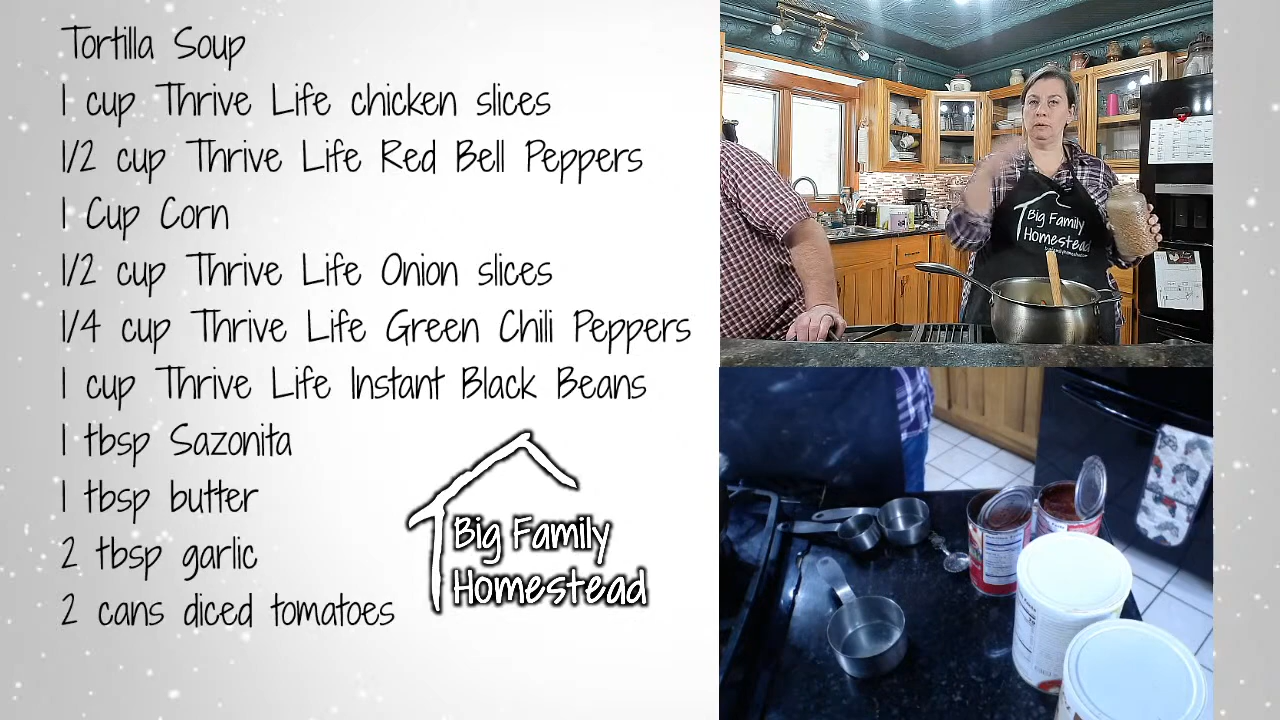 Tortilla Soup
1 cup Thrive Life chicken slices
1/2 cup Thrive Life Red Bell Peppers
1 Cup Corn
1/2 cup Thrive Life Onion slices
1/4 cup Thrive Life Green Chili Peppers
1 cup Thrive Life Instant Black Beans
1 tbsp Sazonita
1 tbsp butter
2 tbsp garlic
2 cans diced tomatoes
Big Family
Homestead
Big Family
Homestead